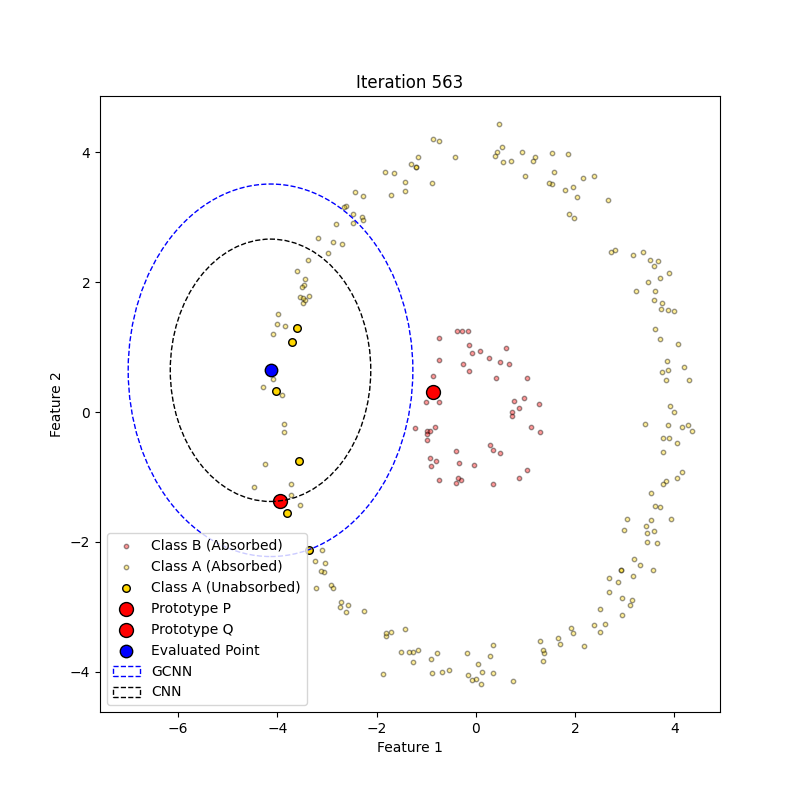 Iteration 563
Feature 2
4
2
0
−2
−4
Class B (Absorbed)
Class A (Absorbed)
Class A (Unabsorbed)
Prototype P
Prototype Q
Evaluated Point
GCNN
CNN
−6 −4 −2 0 2 4
Feature 1